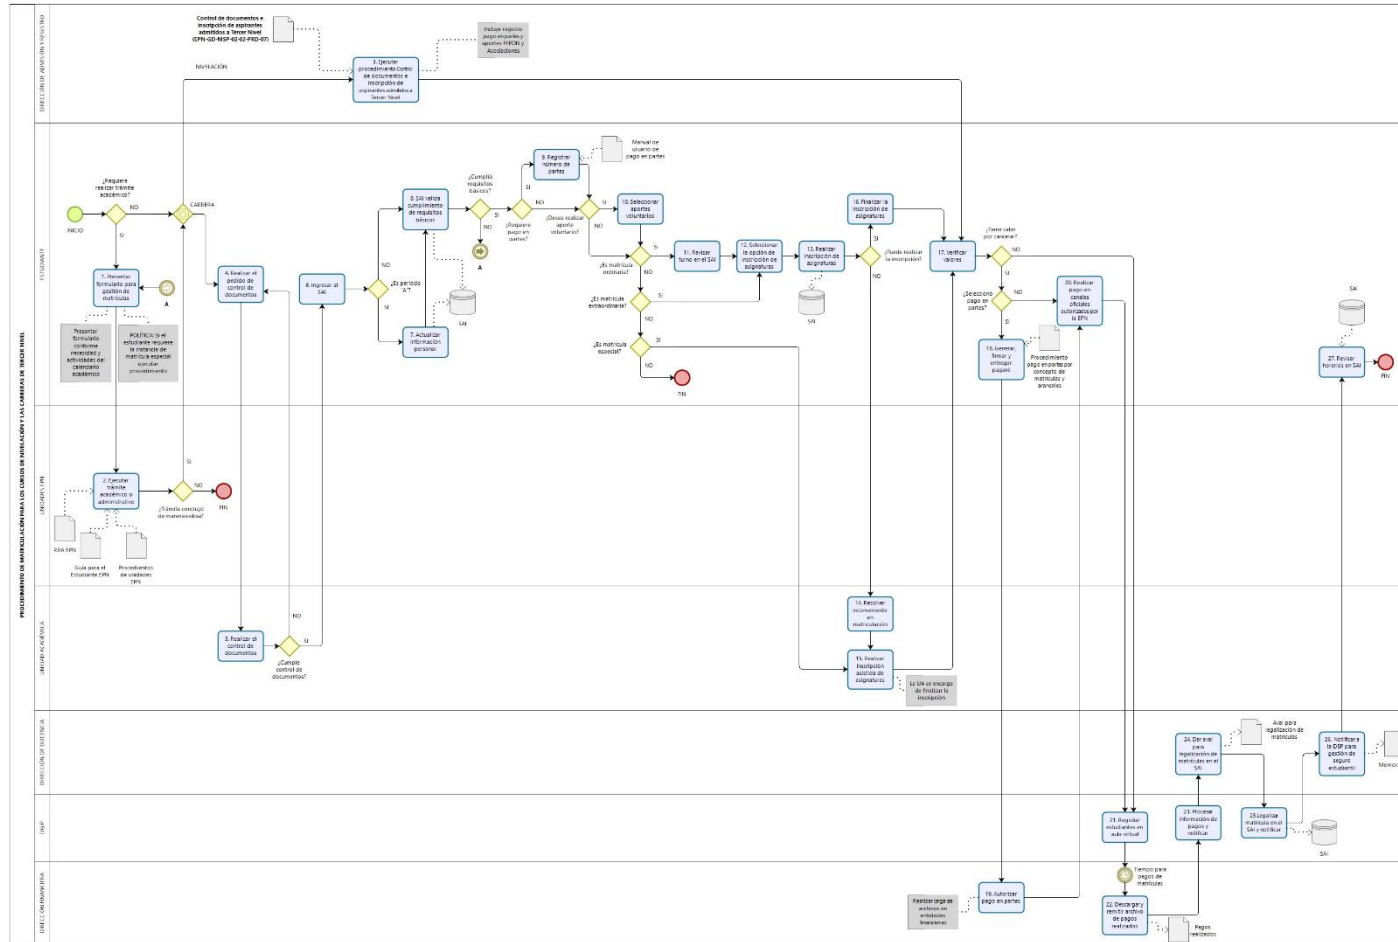 PROCEDIMIENTO DE MATRICULACIÓN PARA LOS CURSOS DE NIVELACIÓN Y LAS CARRERAS DE TERCER NIVEL
DIRECCIÓN DE ADMISIÓN Y REGISTRO
Control de documentos e
inscripción de aspirantes
admitidos a Tercer Nivel
(EPN-GD-MSP-02-02-PRD-07)
NIVELACIÓN
3. Ejecutar
procedimiento Control
de documentos e
inscripción de
aspirantes admitidos a
Tercer Nivel
Incluye registro
pago en partes y
aportes FEPON y
Asociaciones
ESTUDIANTE
INICIO
¿Requiere
realizar trámite
académico?
NO
SI
CARRERA
1. Presentar
formulario para
gestión de
matrículas
A
Presentar
formulario conforme
necesidad y
actividades del
calendario
académico
POLÍTICA: Si el
estudiante requiere
la instancia de
matrícula especial
ejecutar
procedimiento
4. Realizar el
pedido de
control de
documentos
6. Ingresar al
SAI
¿Es periodo
"A"?
NO
SI
7. Actualizar
información
personal
8. SAI valida
cumplimiento
de requisitos
básicos
SAI
¿Cumplió
requisitos
básicos?
SI
NO
A
¿Requiere
pago en
partes?
SI
NO
9. Registrar
número de
partes
Manual de
usuario de
pago en partes
¿Desea realizar
aporte
voluntario?
SI
NO
10. Seleccionar
aportes
voluntarios
¿Es matrícula
ordinaria?
SI
NO
11. Revisar
turno en el SAI
12. Seleccionar
la opción de
inscripción de
asignaturas
13. Realizar
inscripción de
asignaturas
SAI
¿Es matrícula
extraordinaria?
SI
NO
¿Es matrícula
especial?
SI
NO
FIN
¿Puede realizar
la inscripción?
SI
NO
16. Finalizar la
inscripción de
asignaturas
17. Verificar
valores
¿Tiene valor
por cancelar?
NO
SI
¿Seleccionó
pago en
partes?
NO
SI
18. Generar,
firmar y
entregar
pagaré
Procedimiento
pago en partes por
concepto de
matrículas y
aranceles
20. Realizar
pago en
canales
oficiales
autorizados por
la EPN
SAI
27. Revisar
horarios en SAI
FIN
UNIDADES EPN
2. Ejecutar
trámite
académico o
administrativo
SI
NO
¿Trámite concluyó
de manera exitosa?
FIN
RRA EPN
Guía para el
Estudiante EPN
Procedimientos
de unidades
EPN
UNIDAD ACADÉMICA
5. Realizar el
control de
documentos
NO
SI
¿Cumple
control de
documentos?
14. Resolver
inconveniente
en
matriculación
15. Realizar
inscripción
asistida de
asignaturas
La UA se encarga
de finalizar la
inscripción
DIRECCIÓN DE DOCENCIA
24. Dar aval
para
legalización de
matrículas en el
SAI
Aval para
legalización de
matrículas
26. Notificar a
la DBP para
gestión de
seguro
estudiantil
DGIP
21. Registrar
estudiantes en
aula virtual
23. Procesar
información de
pagos y
notificar
25 Legalizar
matrícula en el
SAI y notificar
SAI
DIRECCIÓN FINANCIERA
Realizar carga de
archivos en
entidades
financieras
19. Autorizar
pago en partes
Tiempo para
pagos de
matrículas
22. Descargar y
remitir archivo
de pagos
realizados
Pagos
realizados